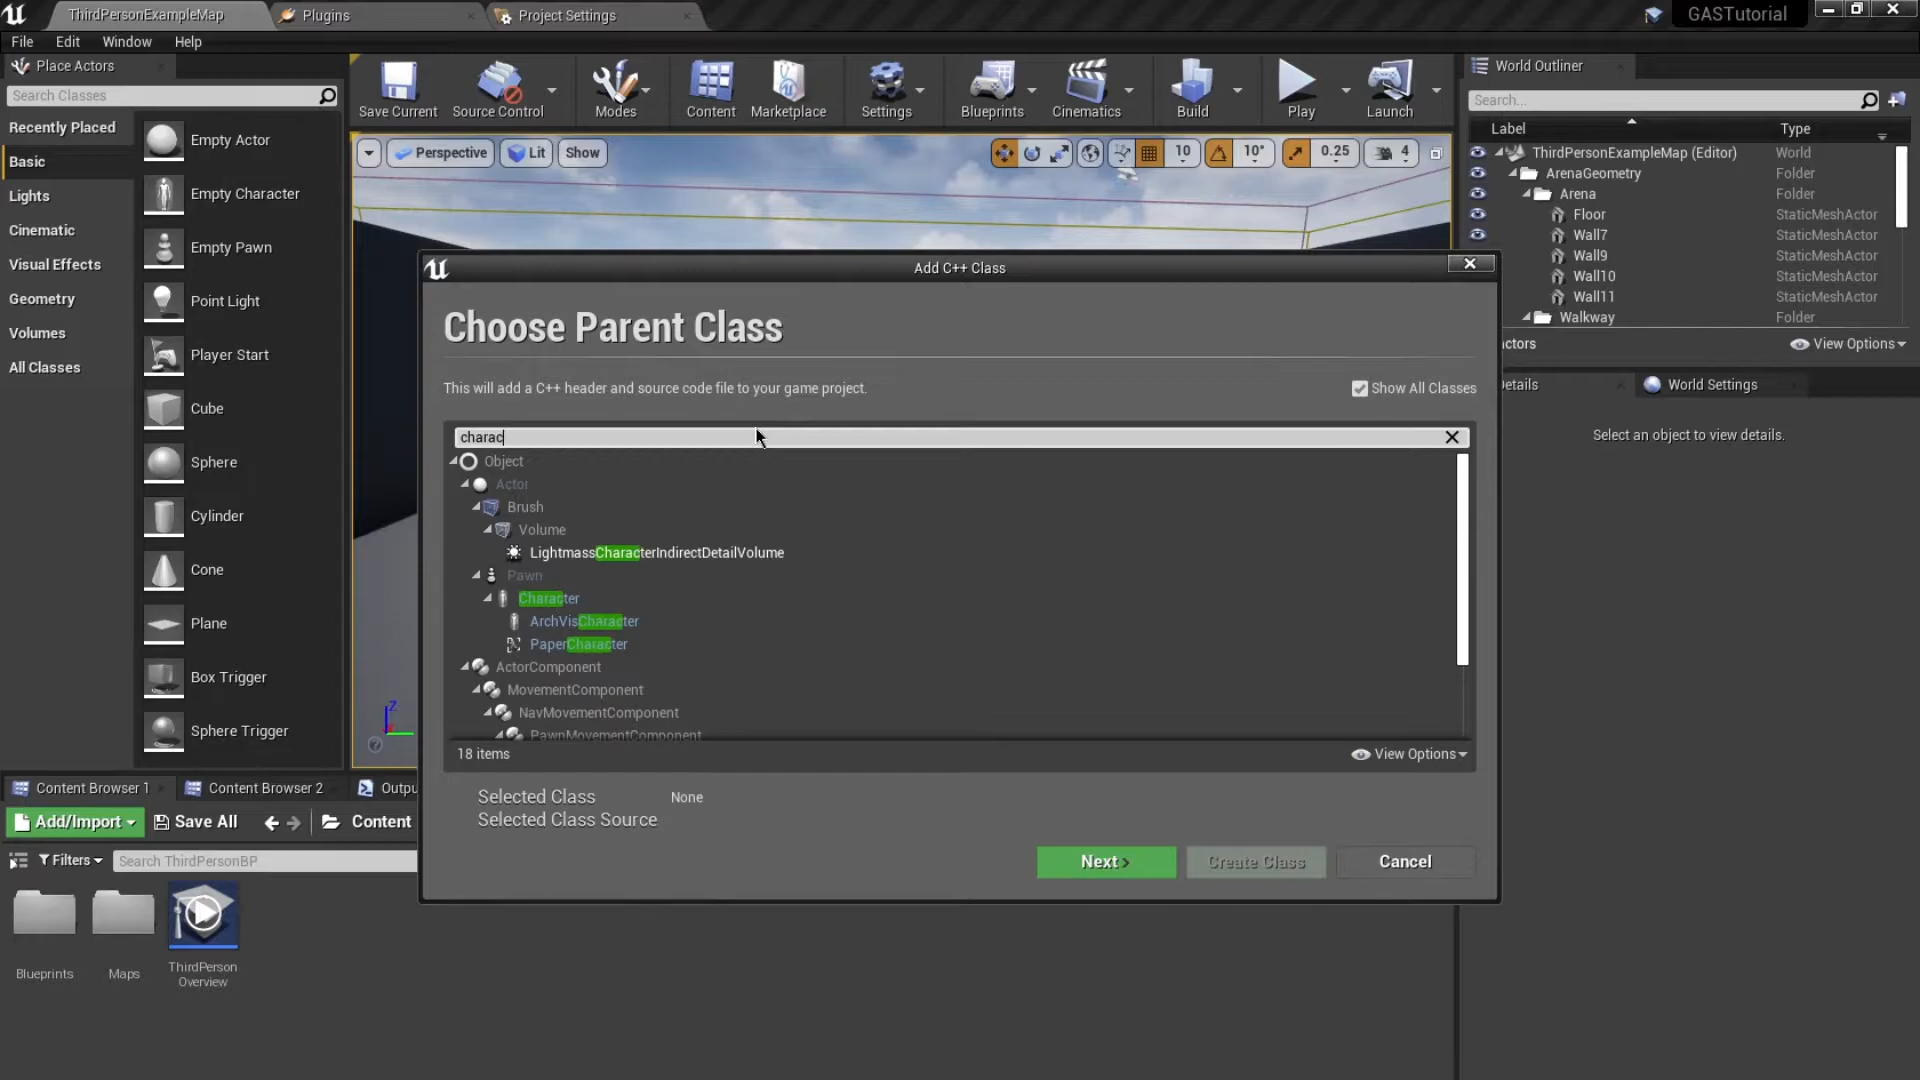 ThirdPersonExampleMap
Plugins
Project Settings
GASTutorial
File Edit Window Help
Place Actors
Search Classes
Recently Placed
Basic
Lights
Cinematic
Visual Effects
Geometry
Volumes
All Classes
Empty Actor
Empty Character
Empty Pawn
Point Light
Player Start
Cube
Sphere
Cylinder
Cone
Plane
Box Trigger
Sphere Trigger
Save Current
Source Control
Modes
Content
Marketplace
Settings
Blueprints
Cinematics
Build
Play
Launch
Perspective
Lit
Show
10
10°
0.25
4
World Outliner
Search...
Label Type
ThirdPersonExampleMap (Editor) World
ArenaGeometry Folder
Arena Folder
Floor StaticMeshActor
Wall7 StaticMeshActor
Wall9 StaticMeshActor
Wall10 StaticMeshActor
Wall11 StaticMeshActor
Walkway Folder
actors
View Options
Details
World Settings
Select an object to view details.
Add C++ Class
Choose Parent Class
This will add a C++ header and source code file to your game project.
Show All Classes
charac
Object
Actor
Brush
Volume
LightmassCharacterIndirectDetailVolume
Pawn
Character
ArchVisCharacter
PaperCharacter
ActorComponent
MovementComponent
NavMovementComponent
PawnMovementComponent
18 items
View Options
Selected Class None
Selected Class Source
Next >
Create Class
Cancel
Z
Content Browser 1
Content Browser 2
Outpu
Add/Import
Save All
Content
Filters
Search ThirdPersonBP
Blueprints
Maps
ThirdPerson
Overview